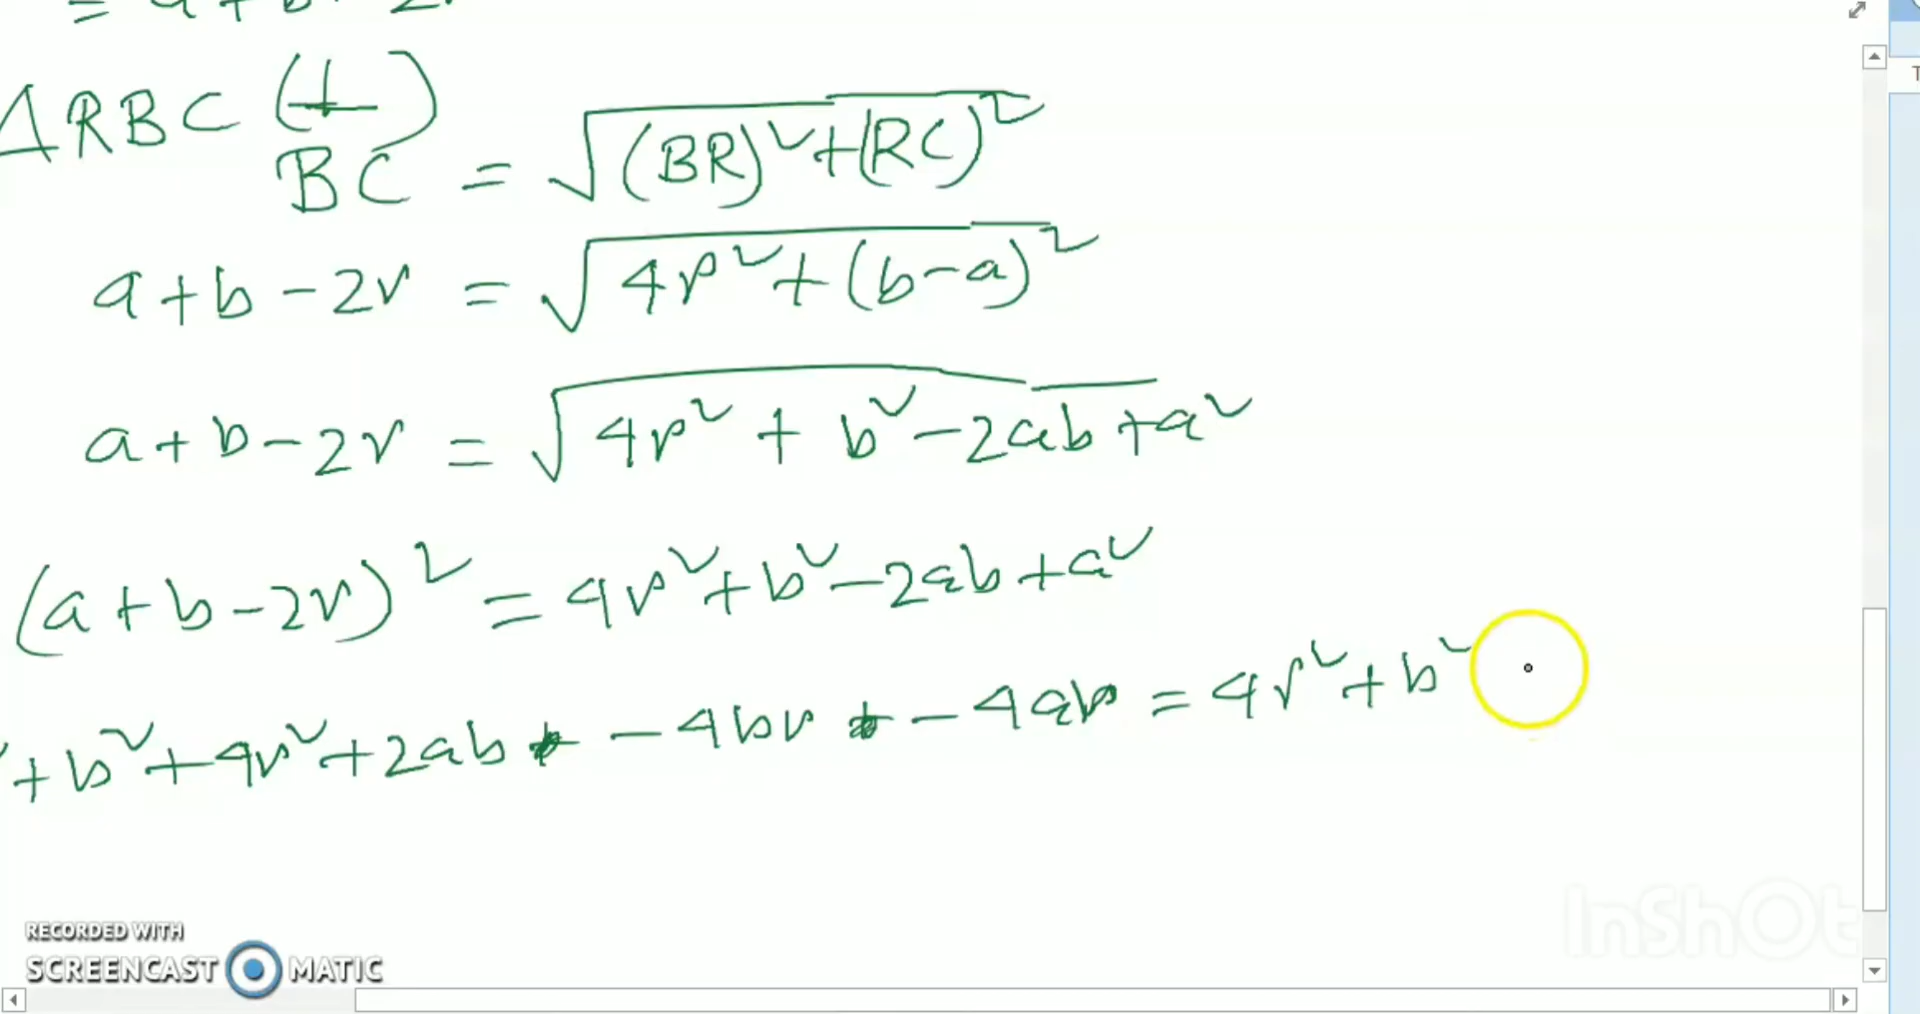 = a+b-2r
ΔRBC (⊥)
BC = √(BR)²+(RC)²
a+b-2r = √4r²+(b-a)²
a+b-2r = √4r² + b²-2ab+a²
(a+b-2r)² = 4r²+b²-2ab+a²
+b²+4r²+2ab -4br -4ar = 4r²+b²
RECORDED WITH
SCREENCAST MATIC
InShOt
T